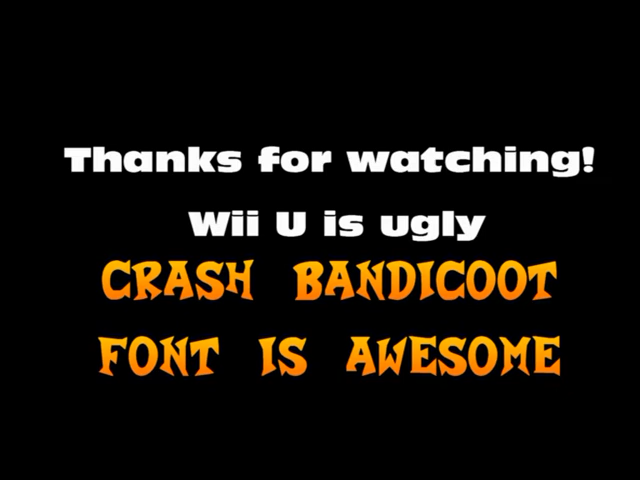 Thanks for watching!
Wii U is ugly
CRASH BANDICOOT
FONT IS AWESOME